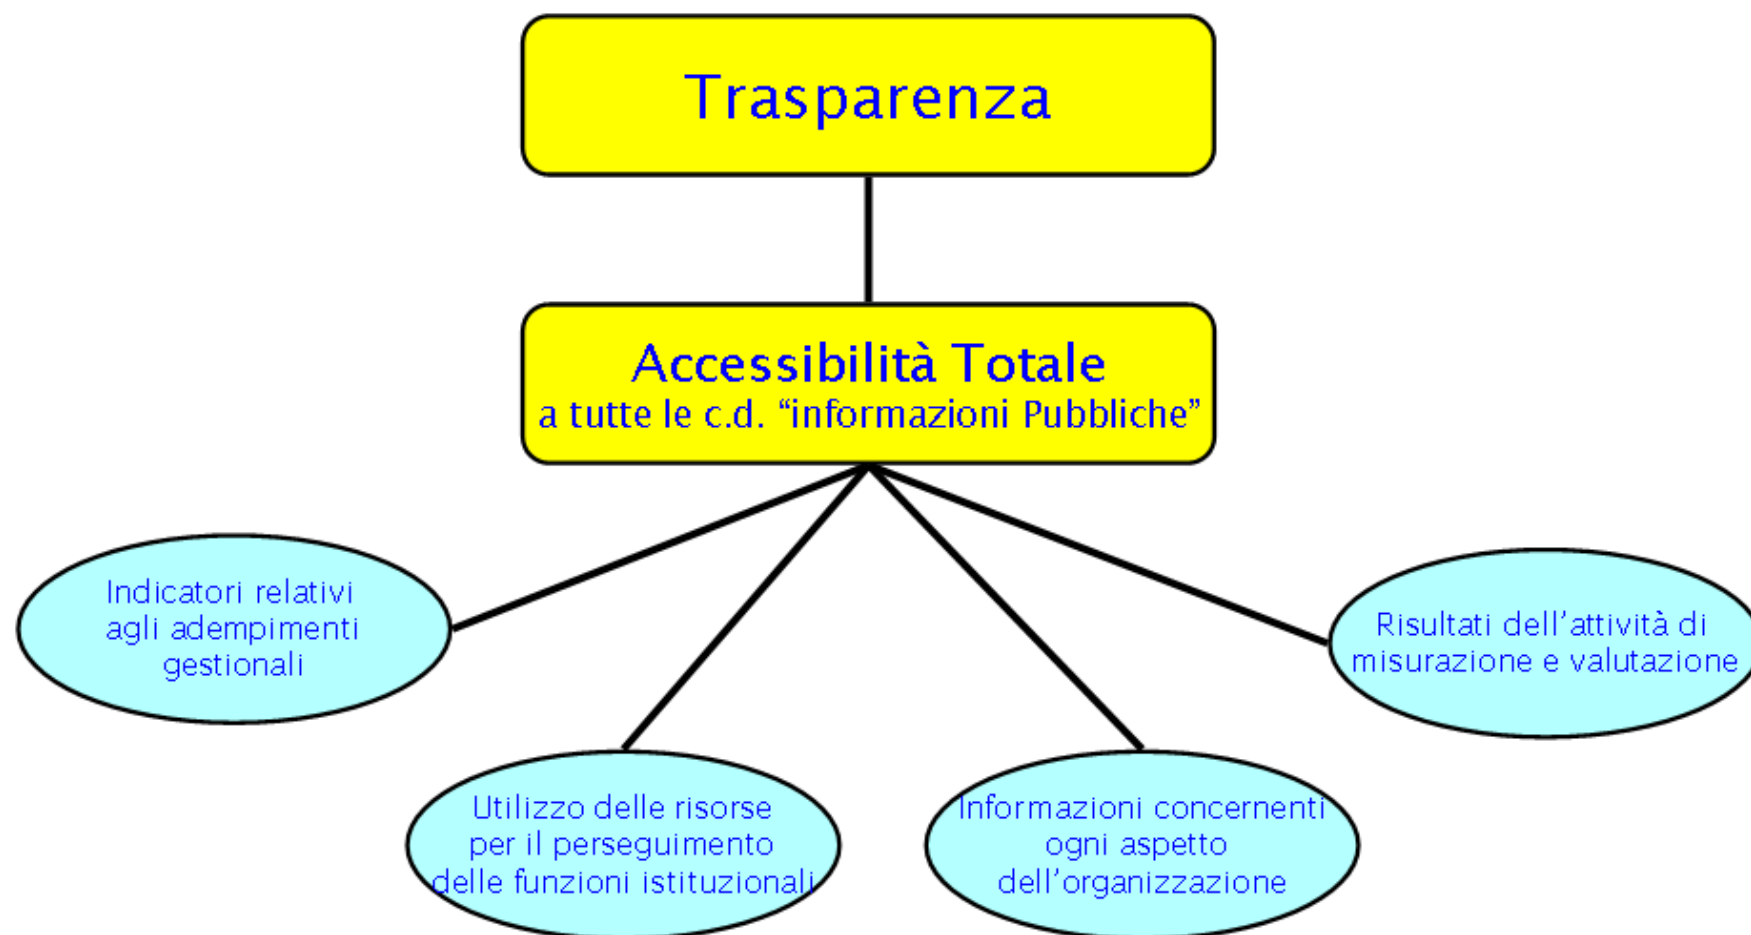 Trasparenza
Accessibilità Totale
a tutte le c.d. “informazioni Pubbliche”
Indicatori relativi
agli adempimenti
gestionali
Risultati dell’attività di
misurazione e valutazione
Utilizzo delle risorse
per il perseguimento
delle funzioni istituzionali
Informazioni concernenti
ogni aspetto
dell’organizzazione